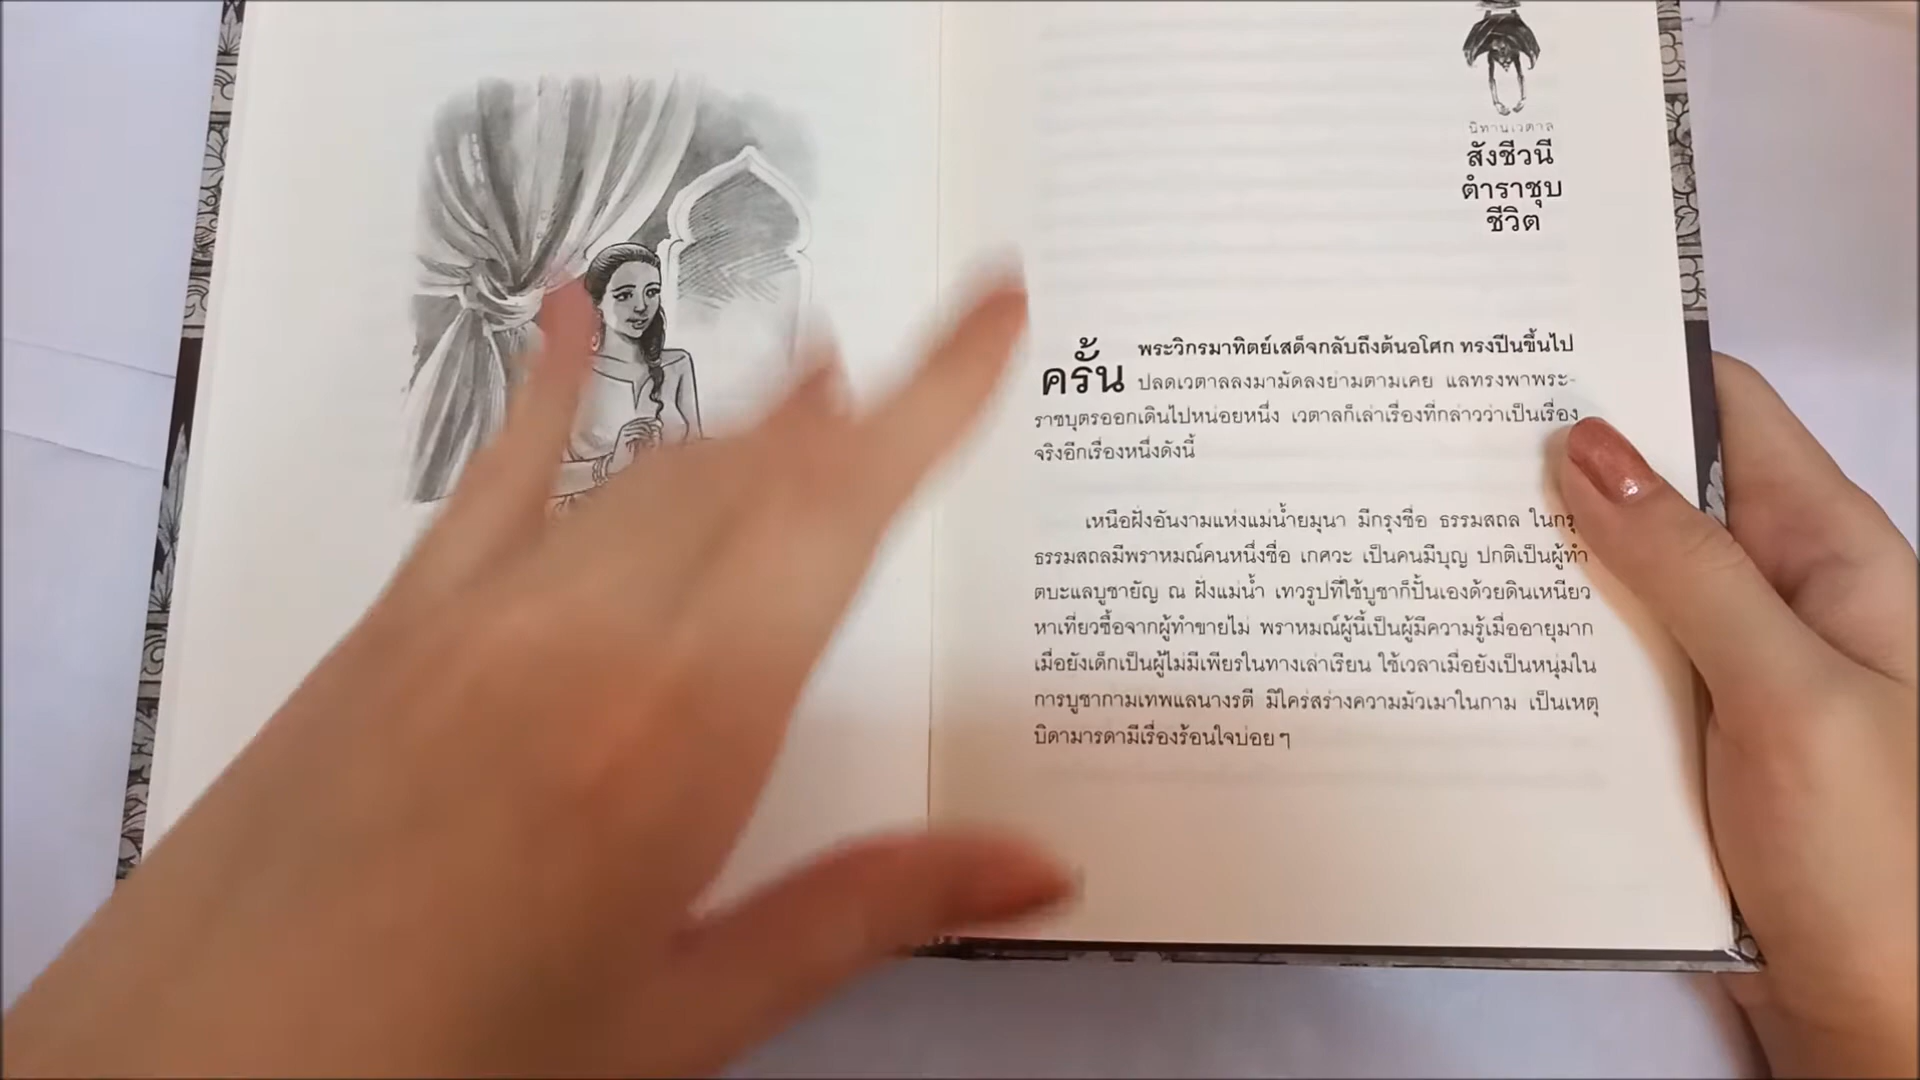 นิทานเวตาล
สังชีวนี
ตำราชุบ
ชีวิต
ครั้น พระวิกรมาทิตย์เสด็จกลับถึงต้นอโศก ทรงปีนขึ้นไป
ปลดเวตาลลงมามัดลงย่ามตามเคย แลทรงพาพระ-
ราชบุตรออกเดินไปหน่อยหนึ่ง เวตาลก็เล่าเรื่องที่กล่าวว่าเป็นเรื่อง
จริงอีกเรื่องหนึ่งดังนี้
เหนือฝั่งอันงามแห่งแม่น้ำยมุนา มีกรุงชื่อ ธรรมสถล ในกรุ
ธรรมสถลมีพราหมณ์คนหนึ่งชื่อ เกศวะ เป็นคนมีบุญ ปกติเป็นผู้ทำ
ตบะแลบูชายัญ ณ ฝั่งแม่น้ำ เทวรูปที่ใช้บูชาก็ปั้นเองด้วยดินเหนียว
หาเที่ยวซื้อจากผู้ทำขายไม่ พราหมณ์ผู้นี้เป็นผู้มีความรู้เมื่ออายุมาก
เมื่อยังเด็กเป็นผู้ไม่มีเพียรในทางเล่าเรียน ใช้เวลาเมื่อยังเป็นหนุ่มใน
การบูชากามเทพแลนางรตี มิใคร่สร่างความมัวเมาในกาม เป็นเหตุ
บิดามารดามีเรื่องร้อนใจบ่อยๆ